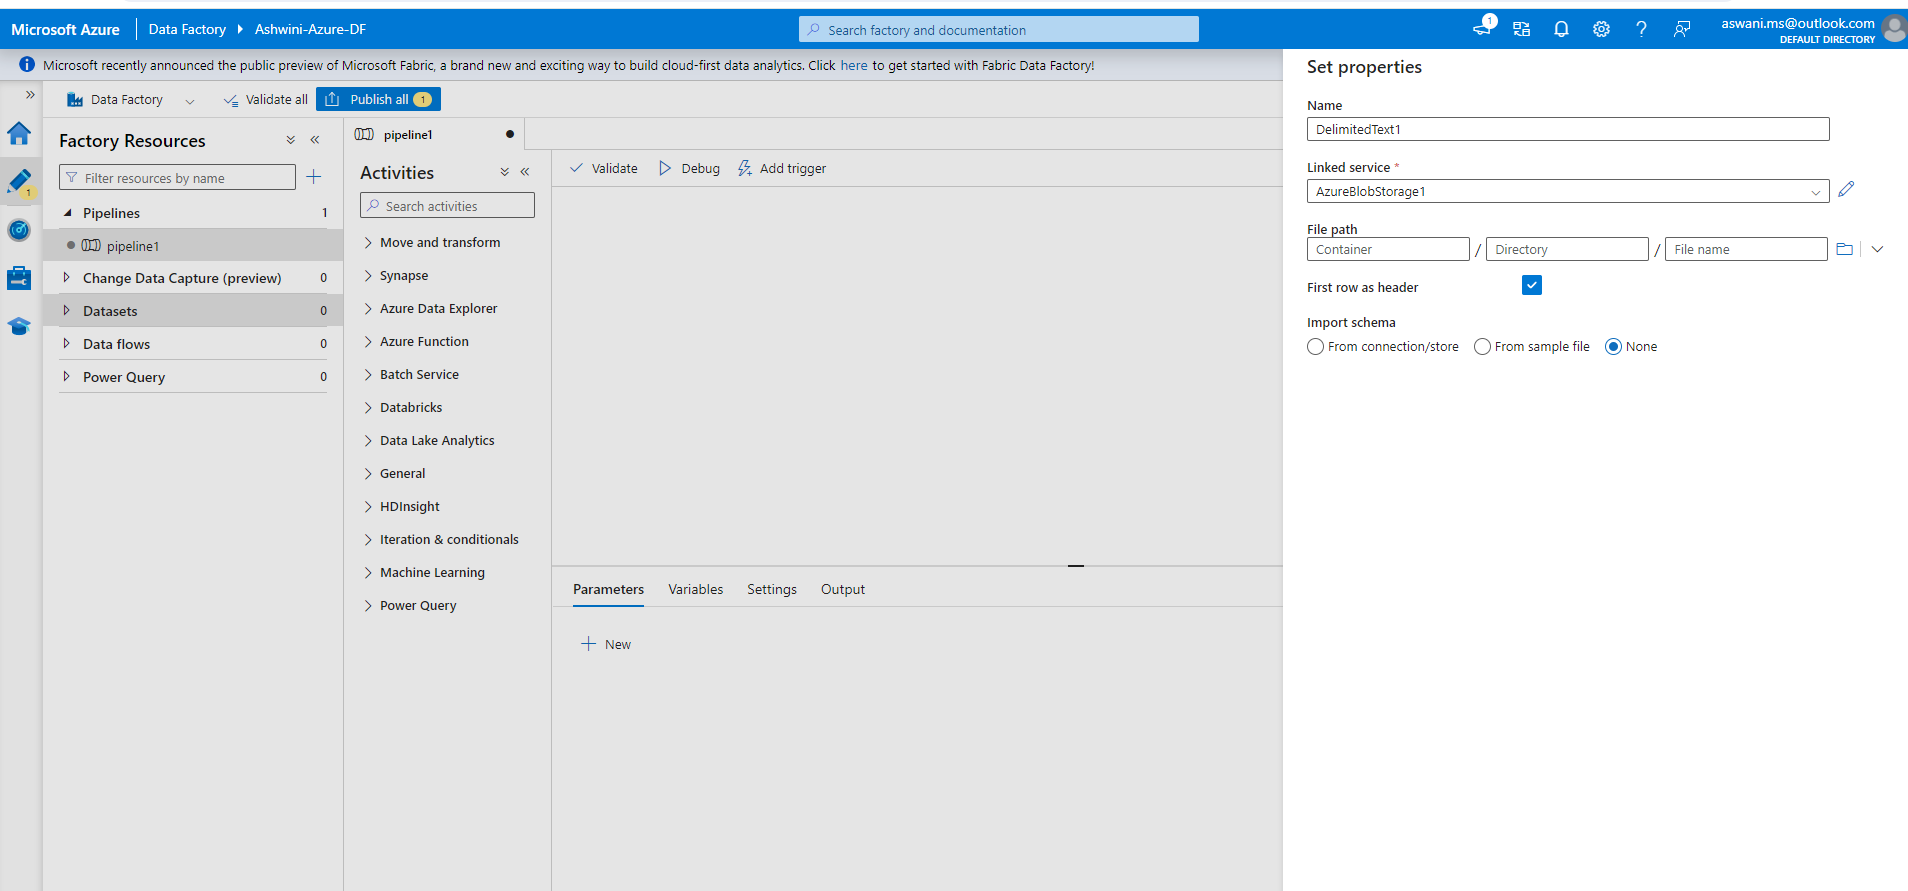 Microsoft Azure
Data Factory
Ashwini-Azure-DF
Search factory and documentation
1
aswani.ms@outlook.com
DEFAULT DIRECTORY
Microsoft recently announced the public preview of Microsoft Fabric, a brand new and exciting way to build cloud-first data analytics. Click here to get started with Fabric Data Factory!
Data Factory
Validate all
Publish all 1
1
Factory Resources
Filter resources by name
Pipelines 1
pipeline1
Change Data Capture (preview) 0
Datasets 0
Data flows 0
Power Query 0
pipeline1
Activities
Search activities
Move and transform
Synapse
Azure Data Explorer
Azure Function
Batch Service
Databricks
Data Lake Analytics
General
HDInsight
Iteration & conditionals
Machine Learning
Power Query
Validate Debug Add trigger
Parameters Variables Settings Output
New
Set properties
Name
DelimitedText1
Linked service *
AzureBlobStorage1
File path
Container / Directory / File name
First row as header
Import schema
From connection/store From sample file None